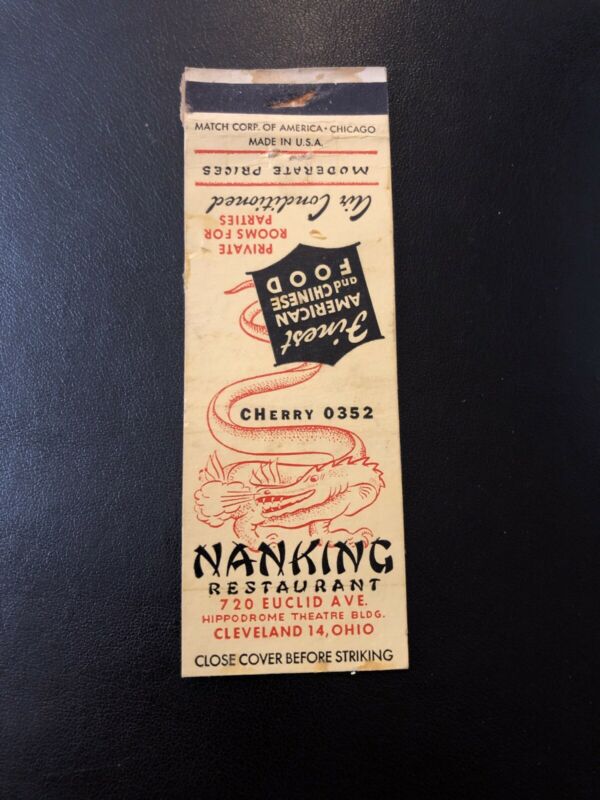 MATCH CORP. OF AMERICA • CHICAGO
MADE IN U.S.A.
MODERATE PRICES
Air Conditioned
PRIVATE
ROOMS FOR
PARTIES
Finest
AMERICAN
and CHINESE
FOOD
CHERRY 0352
NANKING
RESTAURANT
720 EUCLID AVE.
HIPPODROME THEATRE BLDG.
CLEVELAND 14, OHIO
CLOSE COVER BEFORE STRIKING